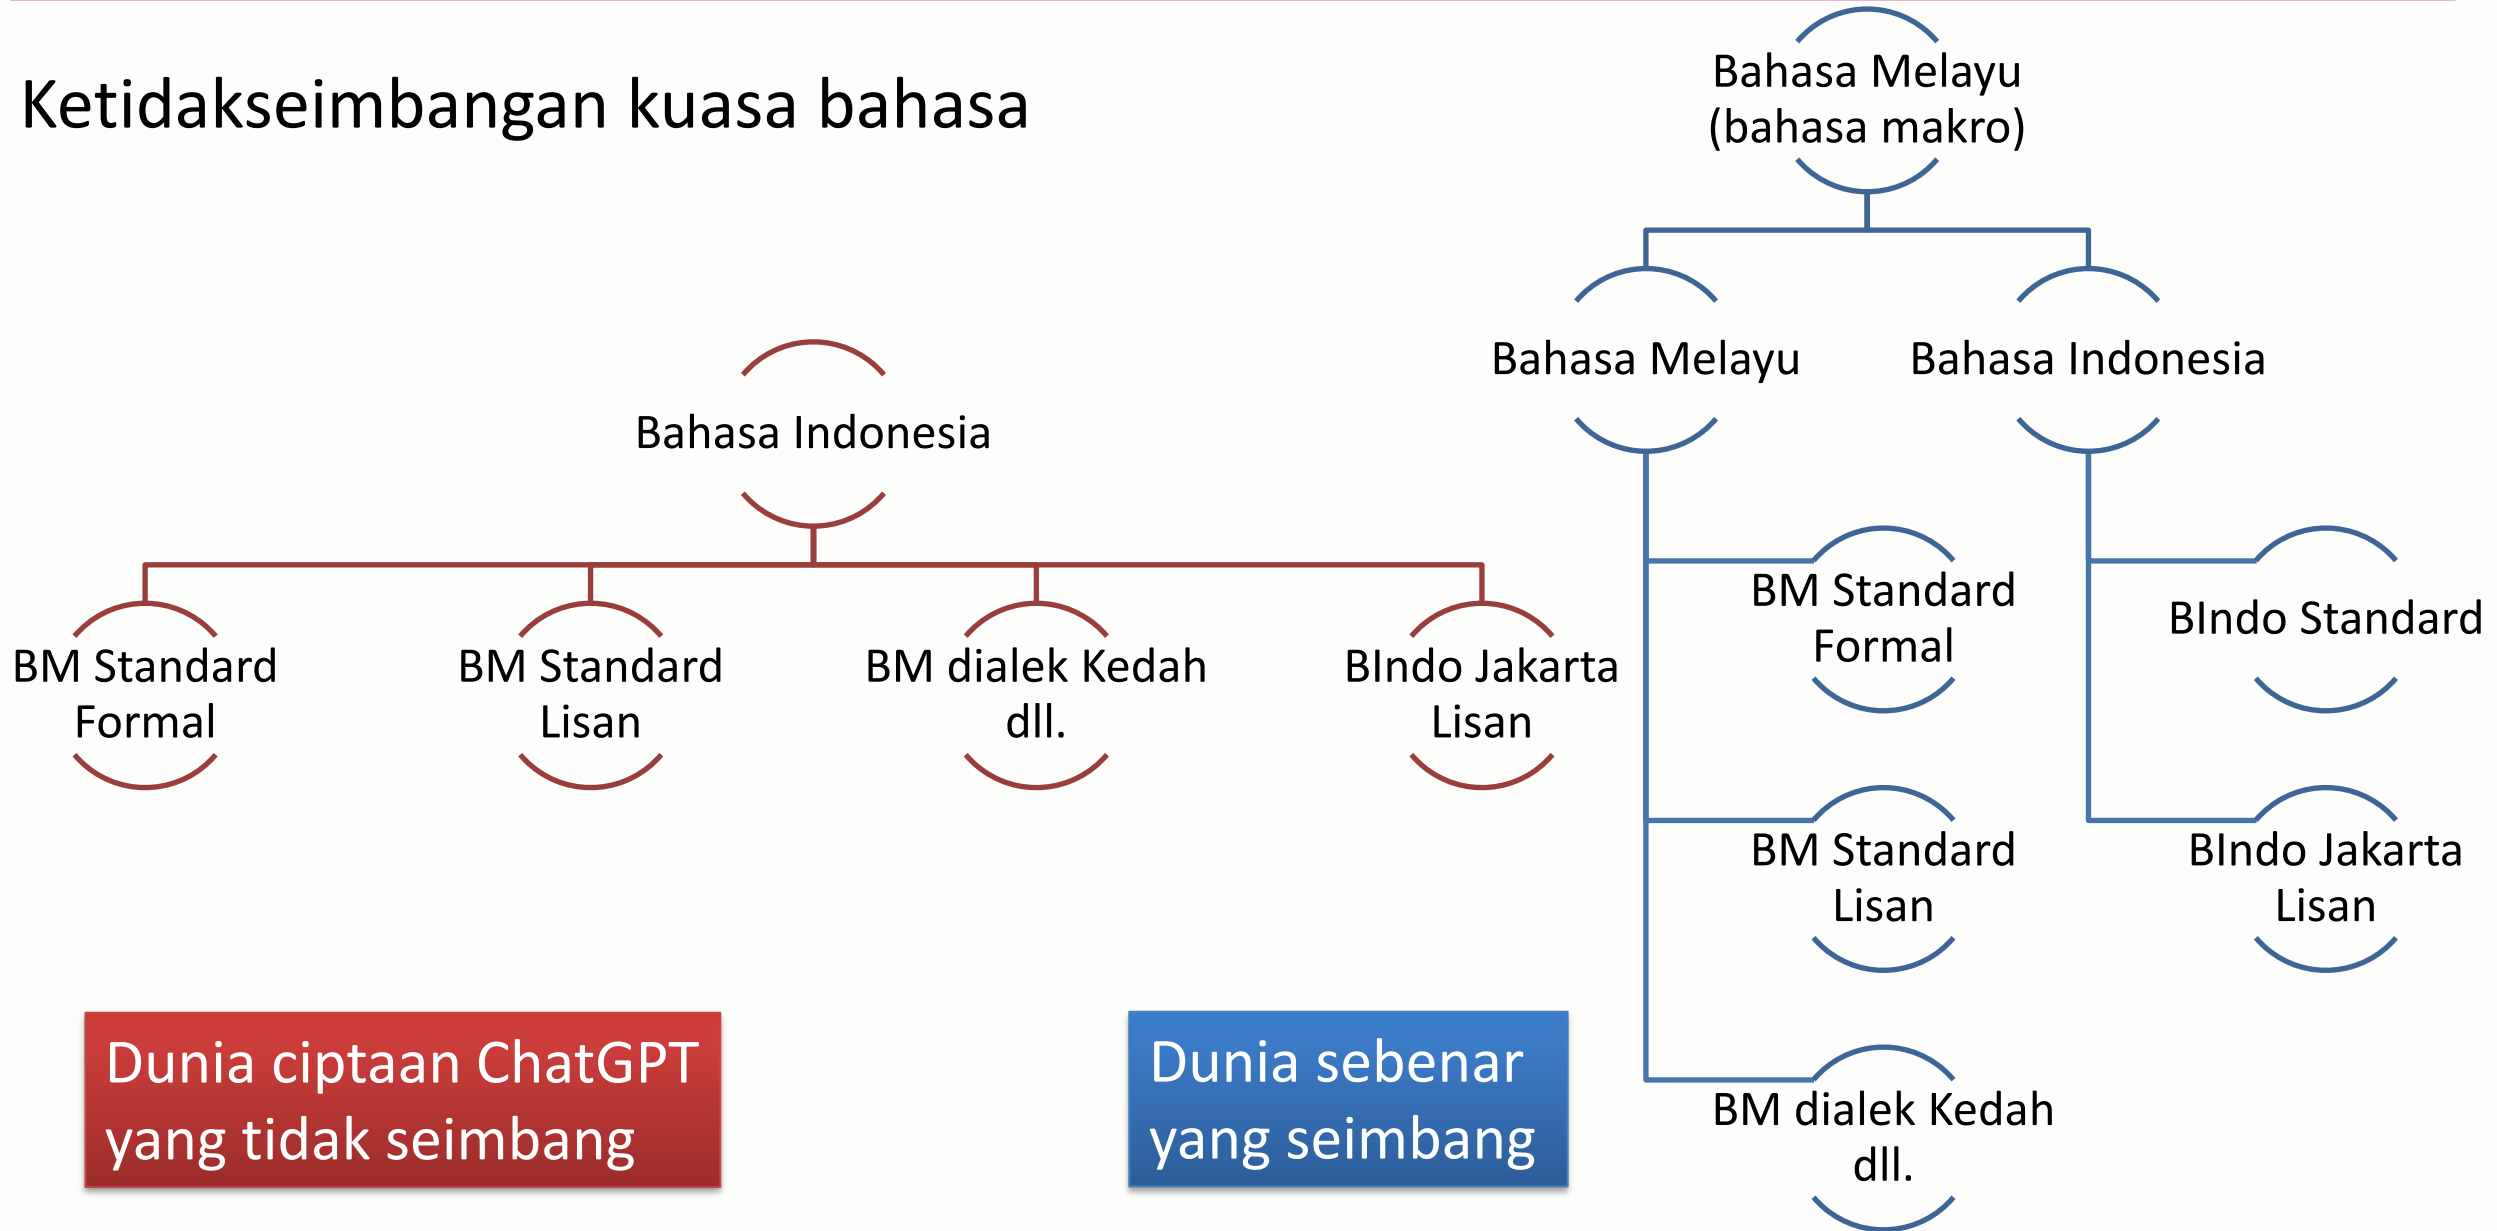 Ketidakseimbangan kuasa bahasa
Bahasa Indonesia
BM Standard
Formal
BM Standard
Lisan
BM dialek Kedah
dll.
BIndo Jakarta
Lisan
Dunia ciptaan ChatGPT
yang tidak seimbang
Bahasa Melayu
(bahasa makro)
Bahasa Melayu
Bahasa Indonesia
BM Standard
Formal
BIndo Standard
BM Standard
Lisan
BIndo Jakarta
Lisan
BM dialek Kedah
dll.
Dunia sebenar
yang seimbang